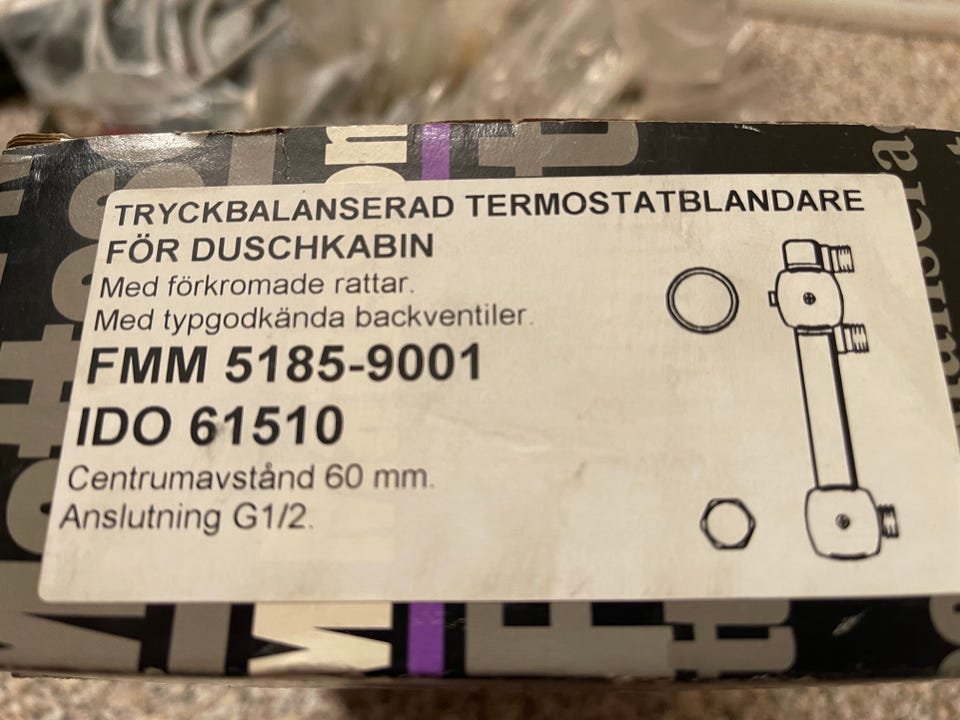 TRYCKBALANSERAD TERMOSTATBLANDARE
FÖR DUSCHKABIN
Med förkromade rattar.
Med typgodkända backventiler.
FMM 5185-9001
IDO 61510
Centrumavstånd 60 mm.
Anslutning G1/2.